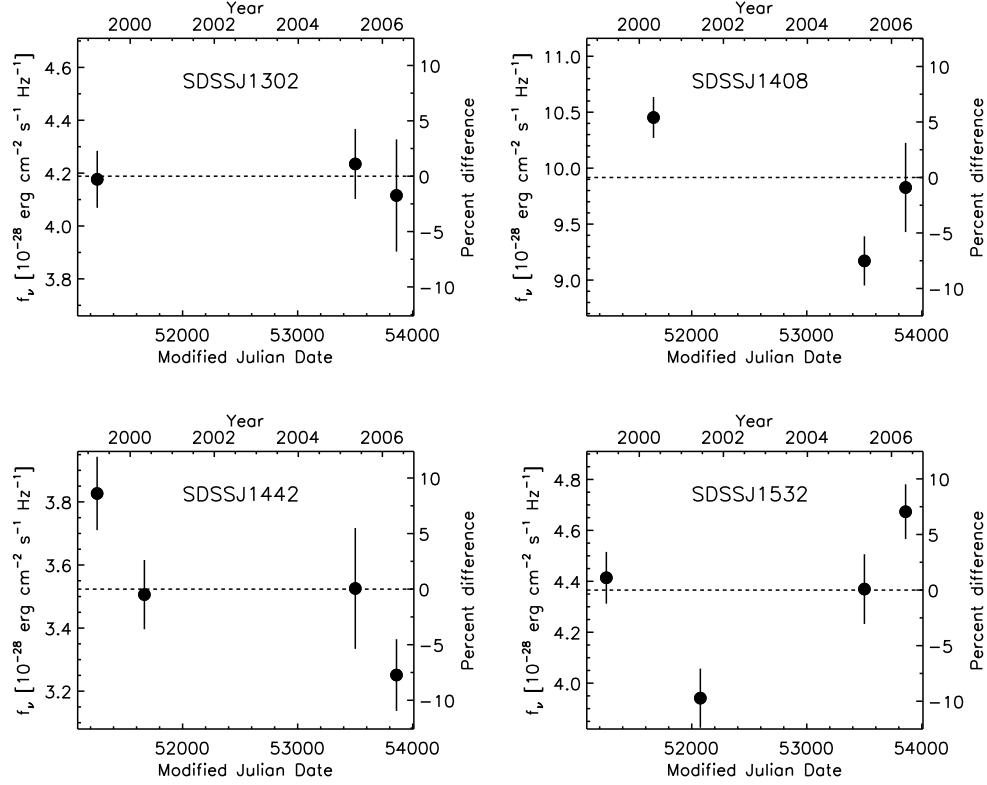 Year
2000 2002 2004 2006
4.6
4.4
4.2
4.0
3.8
f_ν [10⁻²⁸ erg cm⁻² s⁻¹ Hz⁻¹]
SDSSJ1302
10
5
0
−5
−10
Percent difference
52000 53000 54000
Modified Julian Date
Year
2000 2002 2004 2006
11.0
10.5
10.0
9.5
9.0
f_ν [10⁻²⁸ erg cm⁻² s⁻¹ Hz⁻¹]
SDSSJ1408
10
5
0
−5
−10
Percent difference
52000 53000 54000
Modified Julian Date
Year
2000 2002 2004 2006
3.8
3.6
3.4
3.2
f_ν [10⁻²⁸ erg cm⁻² s⁻¹ Hz⁻¹]
SDSSJ1442
10
5
0
−5
−10
Percent difference
52000 53000 54000
Modified Julian Date
Year
2000 2002 2004 2006
4.8
4.6
4.4
4.2
4.0
f_ν [10⁻²⁸ erg cm⁻² s⁻¹ Hz⁻¹]
SDSSJ1532
10
5
0
−5
−10
Percent difference
52000 53000 54000
Modified Julian Date